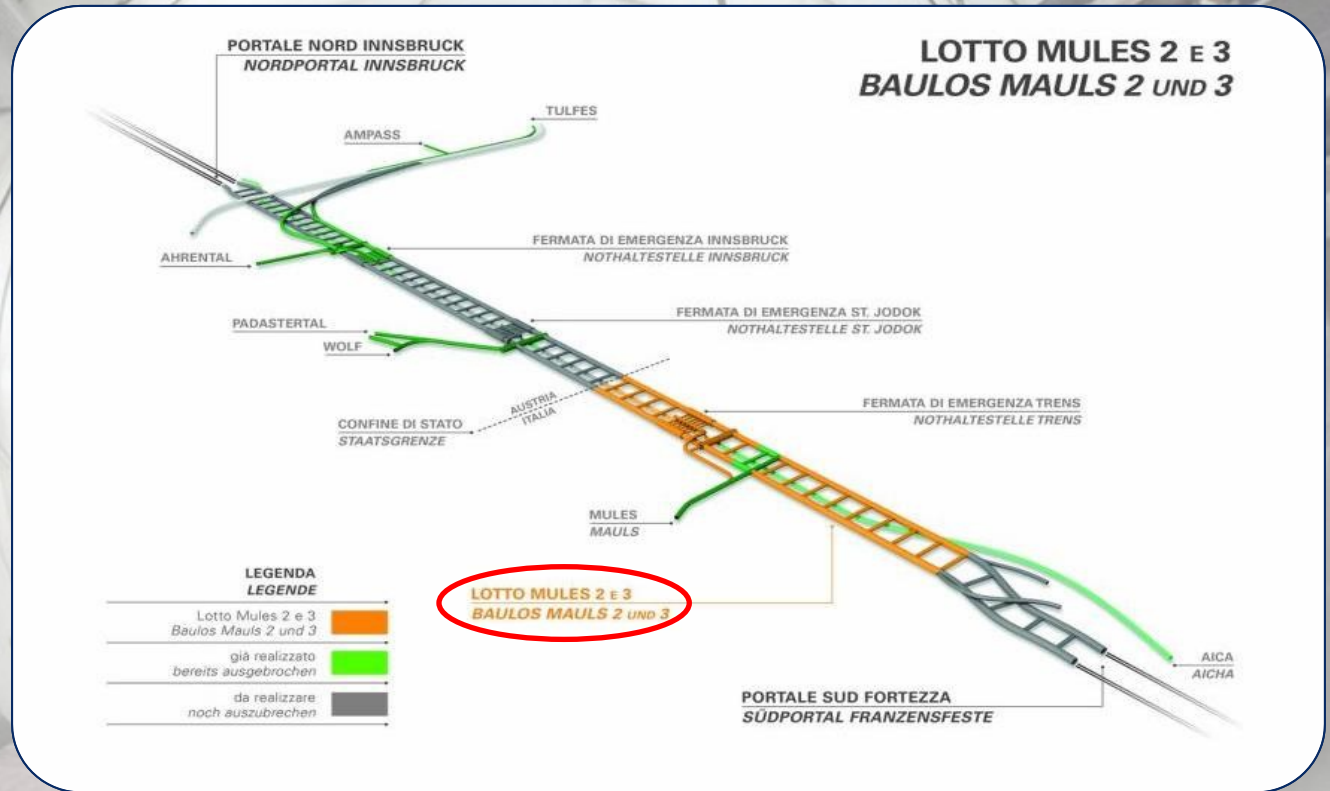 PORTALE NORD INNSBRUCK
NORDPORTAL INNSBRUCK
LOTTO MULES 2 E 3
BAULOS MAULS 2 UND 3
TULFES
AMPASS
FERMATA DI EMERGENZA INNSBRUCK
NOTHALTESTELLE INNSBRUCK
AHRENTAL
FERMATA DI EMERGENZA ST. JODOK
NOTHALTESTELLE ST. JODOK
PADASTERTAL
WOLF
AUSTRIA
ITALIA
CONFINE DI STATO
STAATSGRENZE
FERMATA DI EMERGENZA TRENS
NOTHALTESTELLE TRENS
MULES
MAULS
LOTTO MULES 2 E 3
BAULOS MAULS 2 UND 3
LEGENDA
LEGENDE
Lotto Mules 2 e 3
Baulos Mauls 2 und 3
già realizzato
bereits ausgebrochen
da realizzare
noch auszubrechen
AICA
AICHA
PORTALE SUD FORTEZZA
SÜDPORTAL FRANZENSFESTE